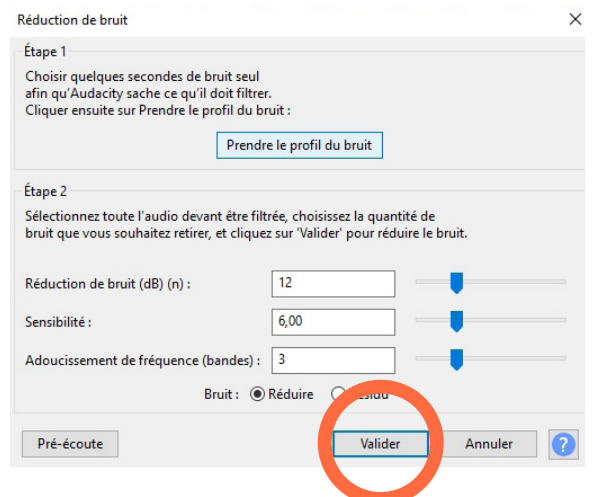 Réduction de bruit
Étape 1
Choisir quelques secondes de bruit seul
afin qu'Audacity sache ce qu'il doit filtrer.
Cliquer ensuite sur Prendre le profil du bruit :
Prendre le profil du bruit
Étape 2
Sélectionnez toute l'audio devant être filtrée, choisissez la quantité de
bruit que vous souhaitez retirer, et cliquez sur 'Valider' pour réduire le bruit.
Réduction de bruit (dB) (n) : 12
Sensibilité : 6,00
Adoucissement de fréquence (bandes) : 3
Bruit : Réduire
Pré-écoute Valider Annuler ?